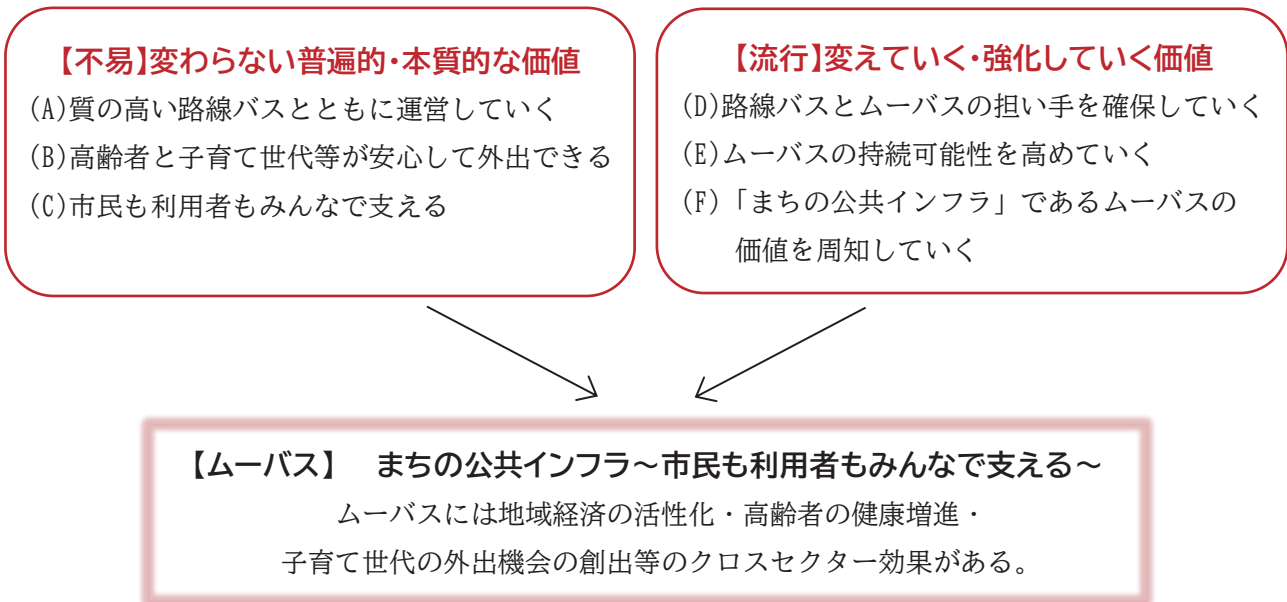 【不易】変わらない普遍的・本質的な価値
(A)質の高い路線バスとともに運営していく
(B)高齢者と子育て世代等が安心して外出できる
(C)市民も利用者もみんなで支える
【流行】変えていく・強化していく価値
(D)路線バスとムーバスの担い手を確保していく
(E)ムーバスの持続可能性を高めていく
(F)「まちの公共インフラ」であるムーバスの
価値を周知していく
【ムーバス】　まちの公共インフラ～市民も利用者もみんなで支える～
ムーバスには地域経済の活性化・高齢者の健康増進・
子育て世代の外出機会の創出等のクロスセクター効果がある。